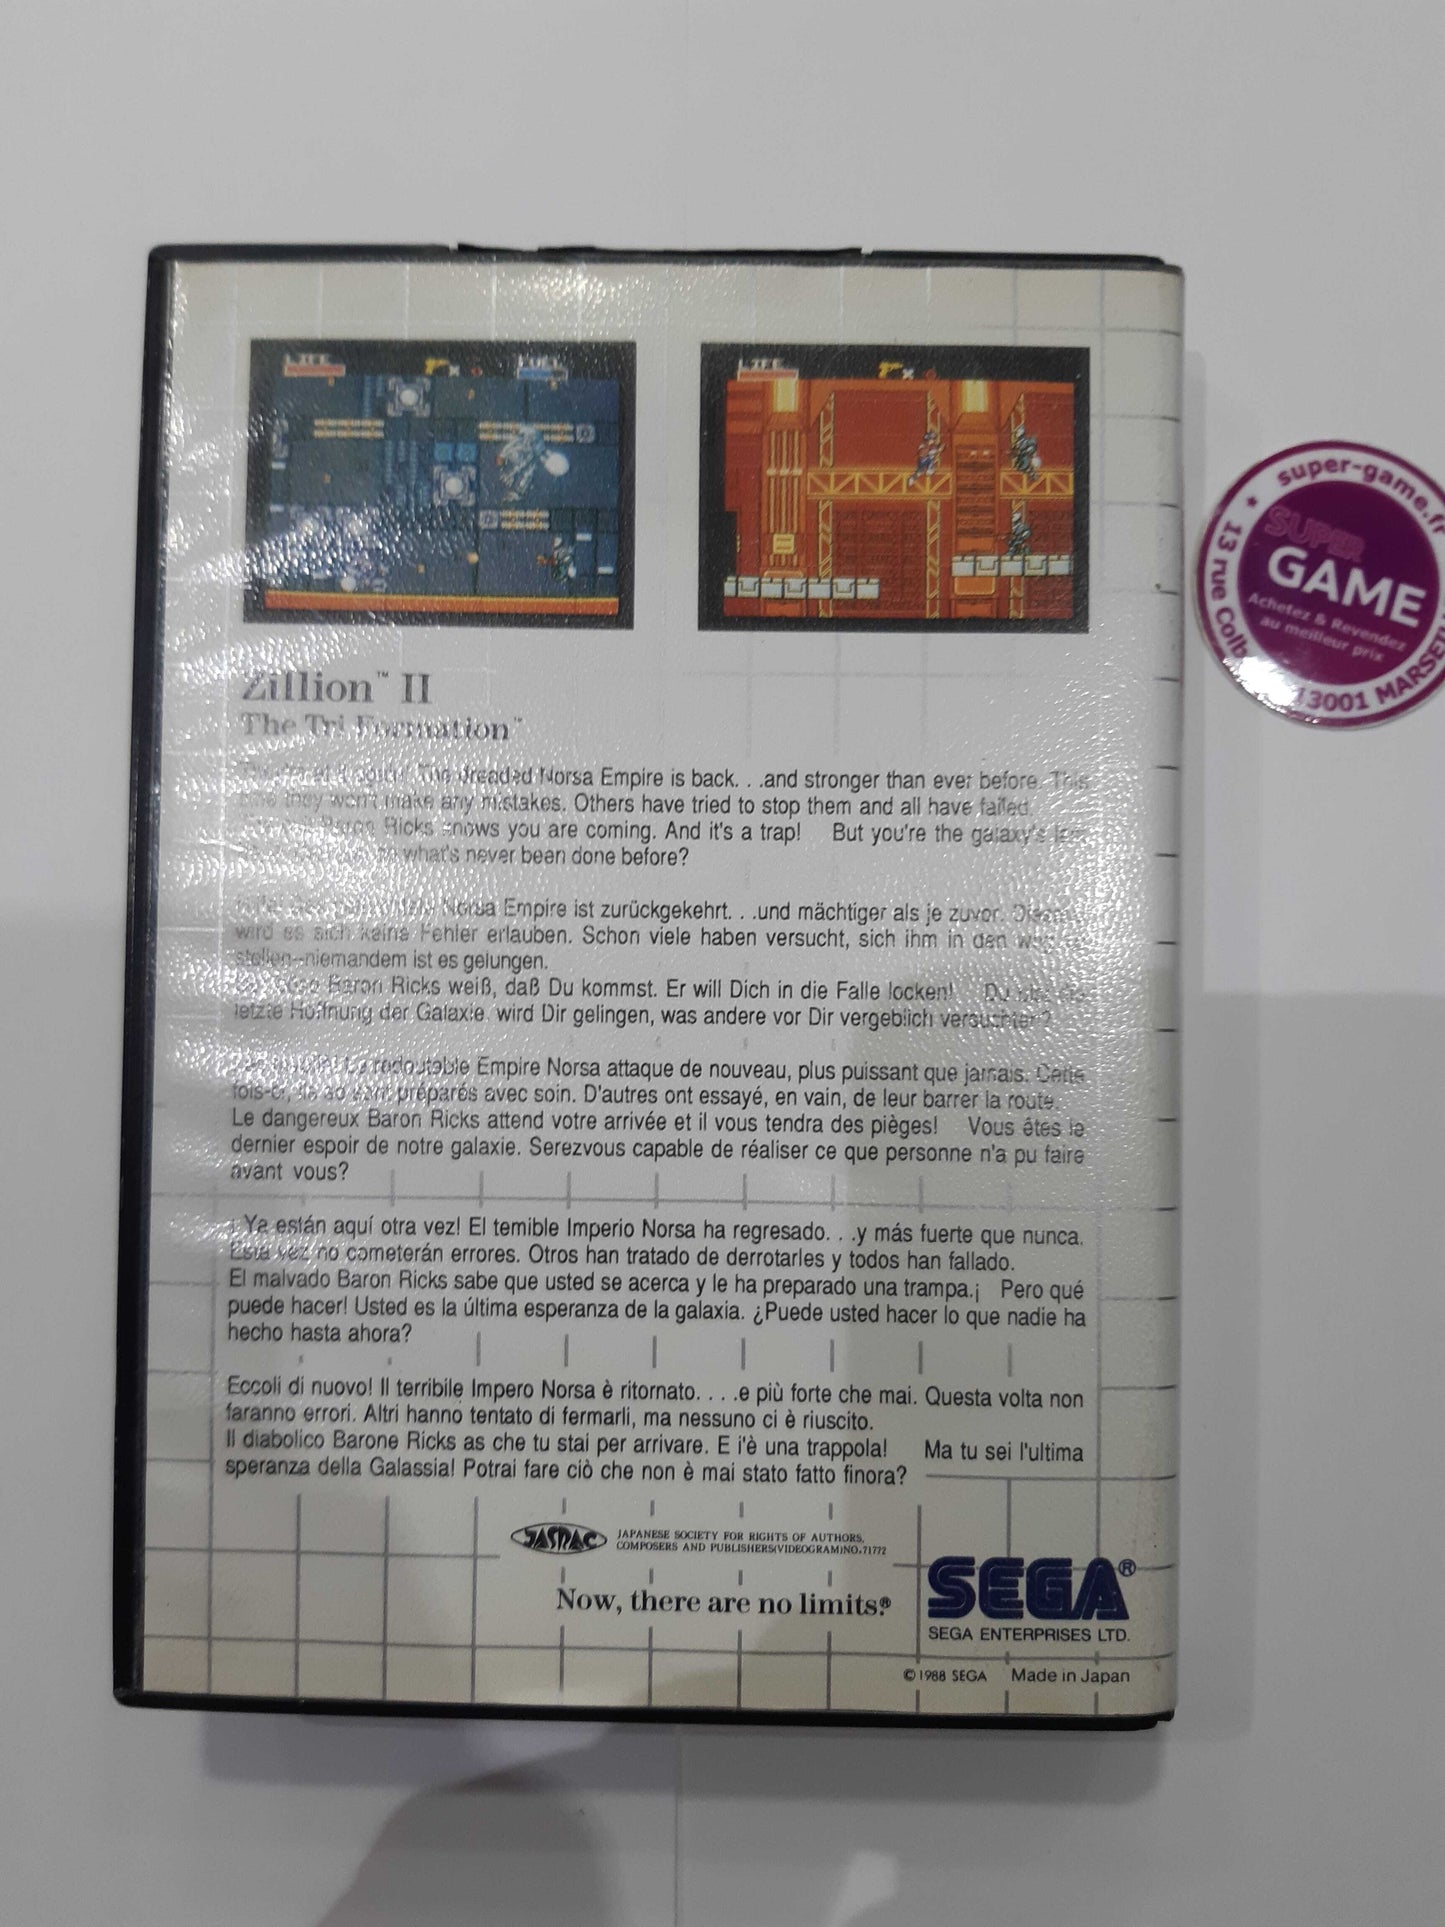 LIFE
FUEL
LIFE
Zillion™ II
The Tri Formation™
The dreaded Norsa Empire is back. . .and stronger than ever before. This
time they won't make any mistakes. Others have tried to stop them and all have failed.
Baron Ricks knows you are coming. And it's a trap! But you're the galaxy's
what's never been done before?
Norsa Empire ist zurückgekehrt. . .und mächtiger als je zuvor.
wird es sich keine Fehler erlauben. Schon viele haben versucht, sich ihm in den
stellen–niemandem ist es gelungen.
Baron Ricks weiß, daß Du kommst. Er will Dich in die Falle locken! Du
letzte Hoffnung der Galaxie. wird Dir gelingen, was andere vor Dir vergeblich versuchten?
redoutable Empire Norsa attaque de nouveau, plus puissant que jamais. Cette
fois-ci, préparés avec soin. D'autres ont essayé, en vain, de leur barrer la route.
Le dangereux Baron Ricks attend votre arrivée et il vous tendra des pièges! Vous êtes le
dernier espoir de notre galaxie. Serezvous capable de réaliser ce que personne n'a pu faire
avant vous?
¡Ya están aquí otra vez! El temible Imperio Norsa ha regresado. . .y más fuerte que nunca.
Esta vez no cometerán errores. Otros han tratado de derrotarles y todos han fallado.
El malvado Baron Ricks sabe que usted se acerca y le ha preparado una trampa.¡ Pero qué
puede hacer! Usted es la última esperanza de la galaxia. ¿Puede usted hacer lo que nadie ha
hecho hasta ahora?
Eccoli di nuovo! Il terribile Impero Norsa è ritornato. . . .e più forte che mai. Questa volta non
faranno errori. Altri hanno tentato di fermarli, ma nessuno ci è riuscito.
Il diabolico Barone Ricks as che tu stai per arrivare. E i'è una trappola! Ma tu sei l'ultima
speranza della Galassia! Potrai fare ciò che non è mai stato fatto finora?
JASRAC
JAPANESE SOCIETY FOR RIGHTS OF AUTHORS,
COMPOSERS AND PUBLISHERS(VIDEOGRAM)NO.71772
Now, there are no limits.®
SEGA®
SEGA ENTERPRISES LTD.
©1988 SEGA Made in Japan
super-game.fr
SUPER
GAME
Achetez & Revendez
au meilleur prix
13 rue
13001